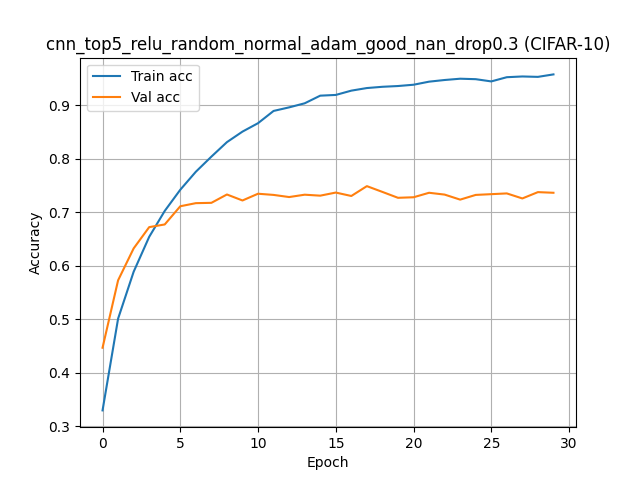 cnn_top5_relu_random_normal_adam_good_nan_drop0.3 (CIFAR-10)
Train acc
Val acc
Accuracy
0.9
0.8
0.7
0.6
0.5
0.4
0.3
0 5 10 15 20 25 30
Epoch